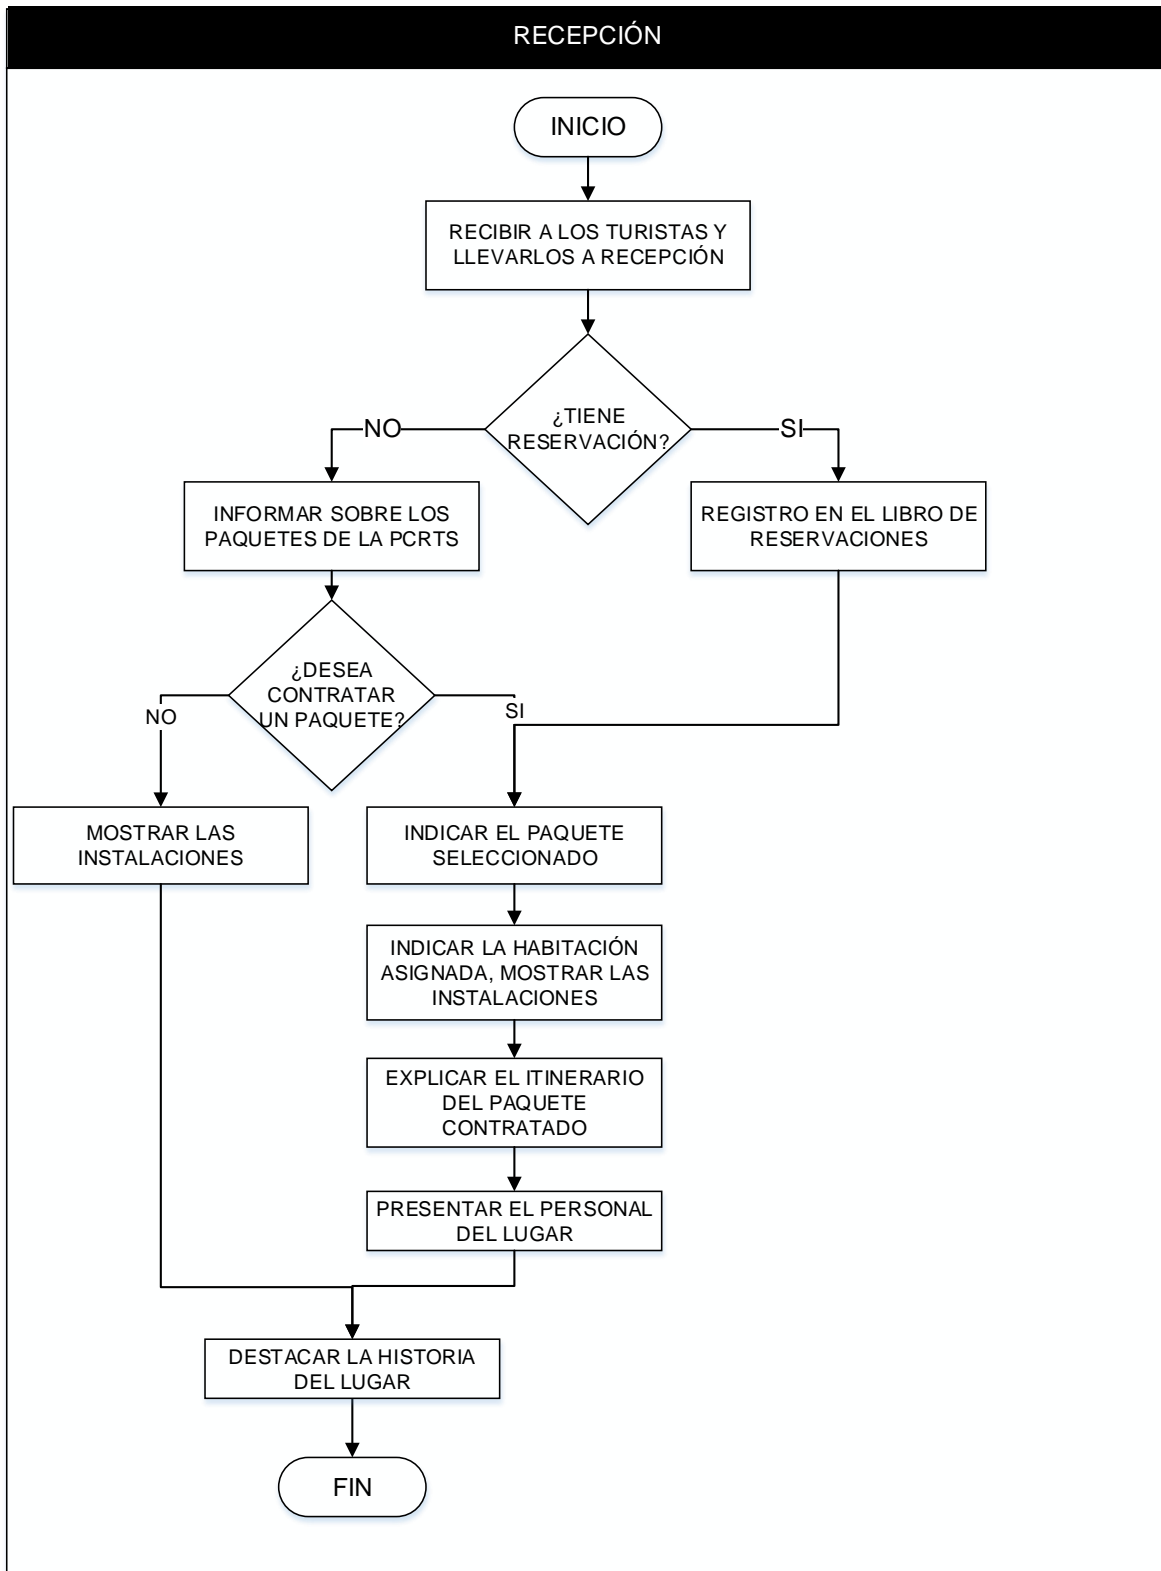 RECEPCIÓN
INICIO
RECIBIR A LOS TURISTAS Y
LLEVARLOS A RECEPCIÓN
¿TIENE
RESERVACIÓN?
NO
SI
INFORMAR SOBRE LOS
PAQUETES DE LA PCRTS
REGISTRO EN EL LIBRO DE
RESERVACIONES
¿DESEA
CONTRATAR
UN PAQUETE?
NO
SI
MOSTRAR LAS
INSTALACIONES
INDICAR EL PAQUETE
SELECCIONADO
INDICAR LA HABITACIÓN
ASIGNADA, MOSTRAR LAS
INSTALACIONES
EXPLICAR EL ITINERARIO
DEL PAQUETE
CONTRATADO
PRESENTAR EL PERSONAL
DEL LUGAR
DESTACAR LA HISTORIA
DEL LUGAR
FIN